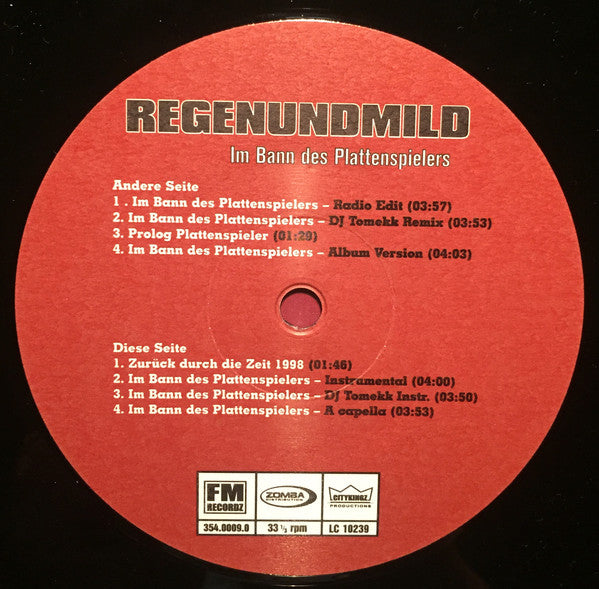 REGENUNDMILD
Im Bann des Plattenspielers
Andere Seite
1 . Im Bann des Plattenspielers – Radio Edit (03:57)
2. Im Bann des Plattenspielers – DJ Tomekk Remix (03:53)
3. Prolog Plattenspieler (01:29)
4. Im Bann des Plattenspielers – Album Version (04:03)
Diese Seite
1. Zurück durch die Zeit 1998 (01:46)
2. Im Bann des Plattenspielers – Instrumental (04:00)
3. Im Bann des Plattenspielers – DJ Tomekk Instr. (03:50)
4. Im Bann des Plattenspielers – A capella (03:53)
FM RECORDZ
ZOMBA DISTRIBUTION
CITYKINGZ PRODUCTIONS
354.0009.0 33 ⅓ rpm LC 10239